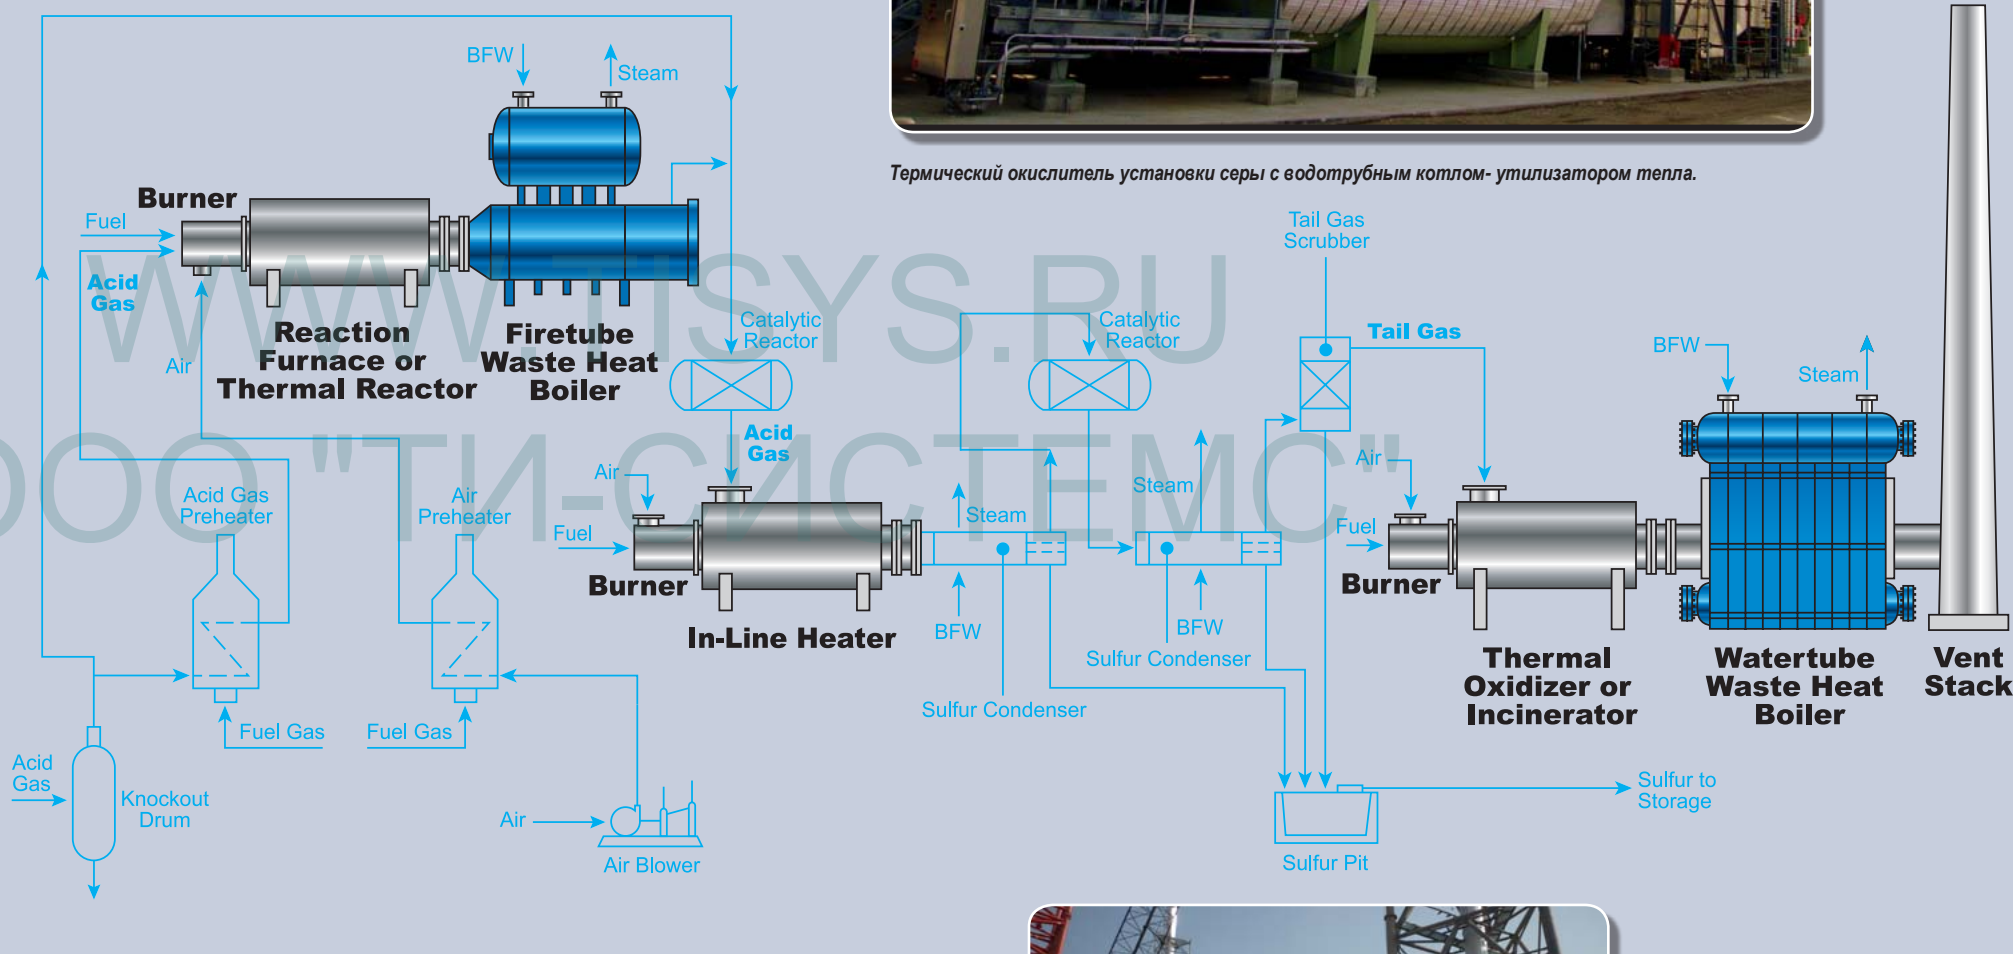 BFW
Steam
Термический окислитель установки серы с водотрубным котлом- утилизатором тепла.
Burner
Fuel
Acid
Gas
Air
Reaction
Furnace or
Thermal Reactor
Firetube
Waste Heat
Boiler
Catalytic
Reactor
Acid
Gas
Catalytic
Reactor
Tail Gas
Scrubber
Tail Gas
BFW
Steam
WWW.TISYS.RU
ООО "ТИ-СИСТЕМС"
Acid Gas
Preheater
Air
Preheater
Air
Fuel
Burner
In-Line Heater
Steam
BFW
Sulfur Condenser
Steam
BFW
Sulfur Condenser
Air
Fuel
Burner
Thermal
Oxidizer or
Incinerator
Watertube
Waste Heat
Boiler
Vent
Stack
Fuel Gas
Fuel Gas
Acid
Gas
Knockout
Drum
Air
Air Blower
Sulfur Pit
Sulfur to
Storage